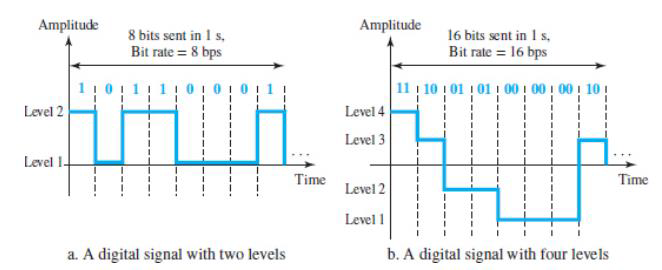 Amplitude
8 bits sent in 1 s,
Bit rate = 8 bps
1 0 1 1 0 0 0 1
Level 2
Level 1
...
Time
a. A digital signal with two levels
Amplitude
16 bits sent in 1 s,
Bit rate = 16 bps
11 10 01 01 00 00 00 10
Level 4
Level 3
...
Time
Level 2
Level 1
b. A digital signal with four levels